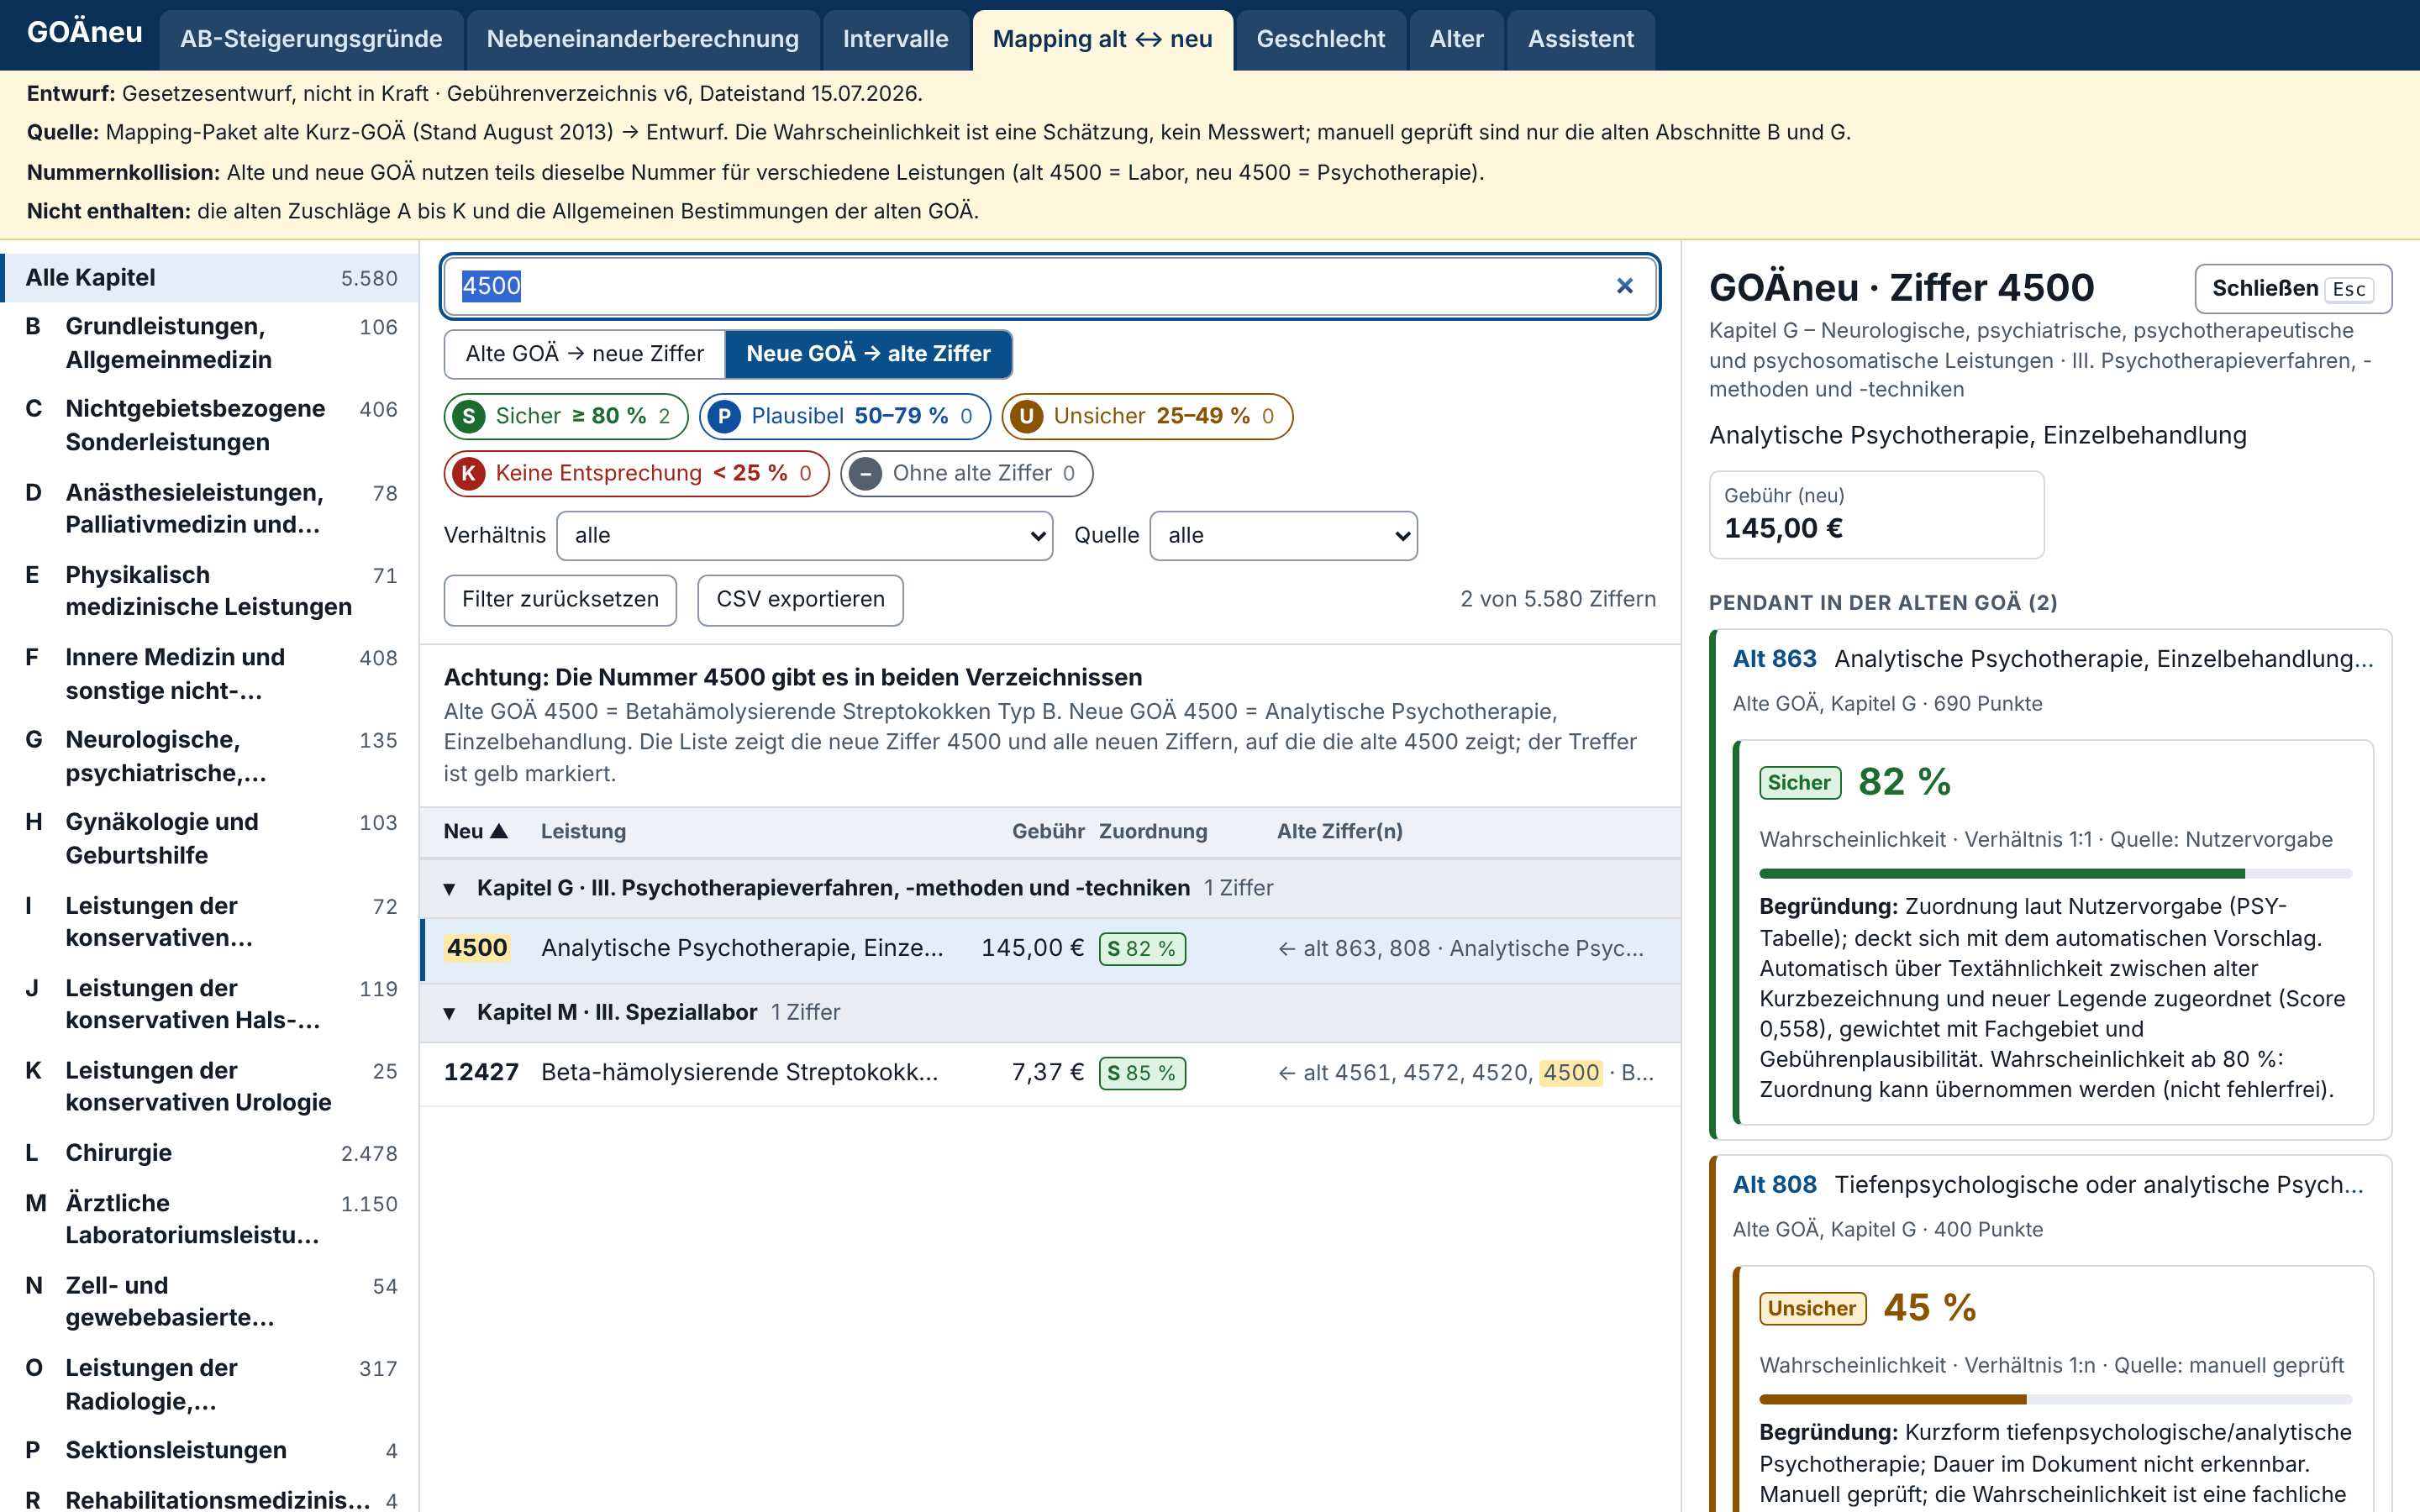 GOÄneu
AB-Steigerungsgründe
Nebeneinanderberechnung
Intervalle
Mapping alt ↔ neu
Geschlecht
Alter
Assistent
Entwurf: Gesetzesentwurf, nicht in Kraft · Gebührenverzeichnis v6, Dateistand 15.07.2026.
Quelle: Mapping-Paket alte Kurz-GOÄ (Stand August 2013) → Entwurf. Die Wahrscheinlichkeit ist eine Schätzung, kein Messwert; manuell geprüft sind nur die alten Abschnitte B und G.
Nummernkollision: Alte und neue GOÄ nutzen teils dieselbe Nummer für verschiedene Leistungen (alt 4500 = Labor, neu 4500 = Psychotherapie).
Nicht enthalten: die alten Zuschläge A bis K und die Allgemeinen Bestimmungen der alten GOÄ.
Alle Kapitel 5.580
B Grundleistungen, 106
Allgemeinmedizin
C Nichtgebietsbezogene 406
Sonderleistungen
D Anästhesieleistungen, 78
Palliativmedizin und...
E Physikalisch 71
medizinische Leistungen
F Innere Medizin und 408
sonstige nicht-...
G Neurologische, 135
psychiatrische,...
H Gynäkologie und 103
Geburtshilfe
I Leistungen der 72
konservativen...
J Leistungen der 119
konservativen Hals-...
K Leistungen der 25
konservativen Urologie
L Chirurgie 2.478
M Ärztliche 1.150
Laboratoriumsleistu...
N Zell- und 54
gewebebasierte...
O Leistungen der 317
Radiologie,...
P Sektionsleistungen 4
R Rehabilitationsmedizinis... 4
4500 ×
Alte GOÄ → neue Ziffer
Neue GOÄ → alte Ziffer
S Sicher ≥ 80 % 2
P Plausibel 50–79 % 0
U Unsicher 25–49 % 0
K Keine Entsprechung < 25 % 0
– Ohne alte Ziffer 0
Verhältnis alle
Quelle alle
Filter zurücksetzen
CSV exportieren
2 von 5.580 Ziffern
Achtung: Die Nummer 4500 gibt es in beiden Verzeichnissen
Alte GOÄ 4500 = Betahämolysierende Streptokokken Typ B. Neue GOÄ 4500 = Analytische Psychotherapie,
Einzelbehandlung. Die Liste zeigt die neue Ziffer 4500 und alle neuen Ziffern, auf die die alte 4500 zeigt; der Treffer
ist gelb markiert.
Neu ▲ Leistung Gebühr Zuordnung Alte Ziffer(n)
▼ Kapitel G · III. Psychotherapieverfahren, -methoden und -techniken 1 Ziffer
4500 Analytische Psychotherapie, Einze... 145,00 € S 82 % ← alt 863, 808 · Analytische Psyc...
▼ Kapitel M · III. Speziallabor 1 Ziffer
12427 Beta-hämolysierende Streptokokk... 7,37 € S 85 % ← alt 4561, 4572, 4520, 4500 · B...
GOÄneu · Ziffer 4500
Schließen Esc
Kapitel G – Neurologische, psychiatrische, psychotherapeutische
und psychosomatische Leistungen · III. Psychotherapieverfahren, -
methoden und -techniken
Analytische Psychotherapie, Einzelbehandlung
Gebühr (neu)
145,00 €
PENDANT IN DER ALTEN GOÄ (2)
Alt 863 Analytische Psychotherapie, Einzelbehandlung...
Alte GOÄ, Kapitel G · 690 Punkte
Sicher 82 %
Wahrscheinlichkeit · Verhältnis 1:1 · Quelle: Nutzervorgabe
Begründung: Zuordnung laut Nutzervorgabe (PSY-
Tabelle); deckt sich mit dem automatischen Vorschlag.
Automatisch über Textähnlichkeit zwischen alter
Kurzbezeichnung und neuer Legende zugeordnet (Score
0,558), gewichtet mit Fachgebiet und
Gebührenplausibilität. Wahrscheinlichkeit ab 80 %:
Zuordnung kann übernommen werden (nicht fehlerfrei).
Alt 808 Tiefenpsychologische oder analytische Psych...
Alte GOÄ, Kapitel G · 400 Punkte
Unsicher 45 %
Wahrscheinlichkeit · Verhältnis 1:n · Quelle: manuell geprüft
Begründung: Kurzform tiefenpsychologische/analytische
Psychotherapie; Dauer im Dokument nicht erkennbar.
Manuell geprüft; die Wahrscheinlichkeit ist eine fachliche